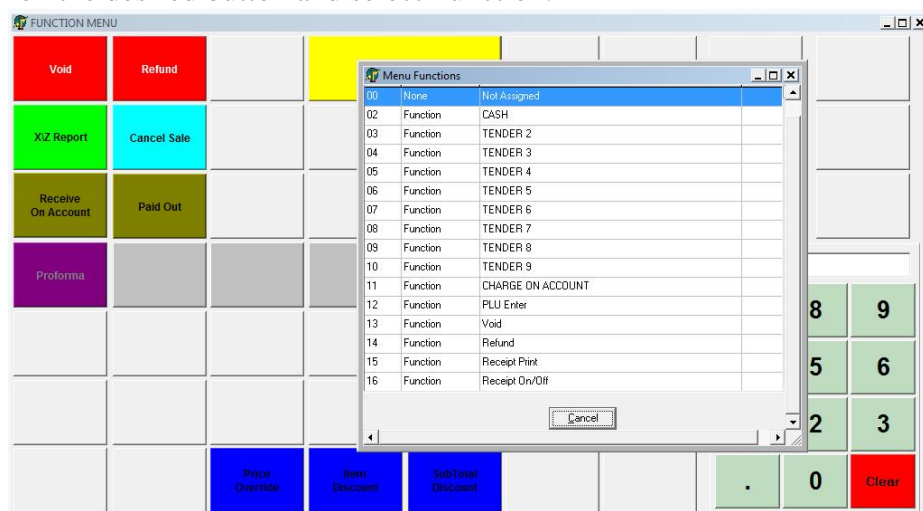 FUNCTION MENU
Void
Refund
X\Z Report
Cancel Sale
Receive
On Account
Paid Out
Proforma
Menu Functions
00 None Not Assigned
02 Function CASH
03 Function TENDER 2
04 Function TENDER 3
05 Function TENDER 4
06 Function TENDER 5
07 Function TENDER 6
08 Function TENDER 7
09 Function TENDER 8
10 Function TENDER 9
11 Function CHARGE ON ACCOUNT
12 Function PLU Enter
13 Function Void
14 Function Refund
15 Function Receipt Print
16 Function Receipt On/Off
Cancel
8 9
5 6
2 3
. 0 Clear
Price
Override
Item
Discount
SubTotal
Discount